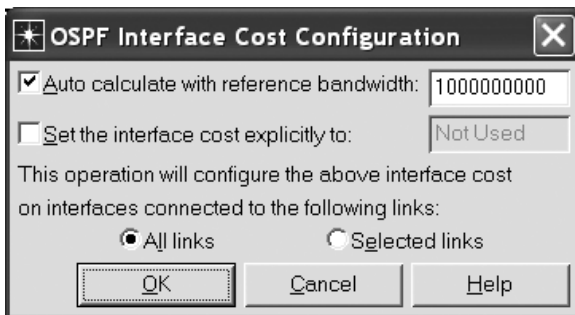 OSPF Interface Cost Configuration
Auto calculate with reference bandwidth: 1000000000
Set the interface cost explicitly to: Not Used
This operation will configure the above interface cost
on interfaces connected to the following links:
All links Selected links
OK Cancel Help